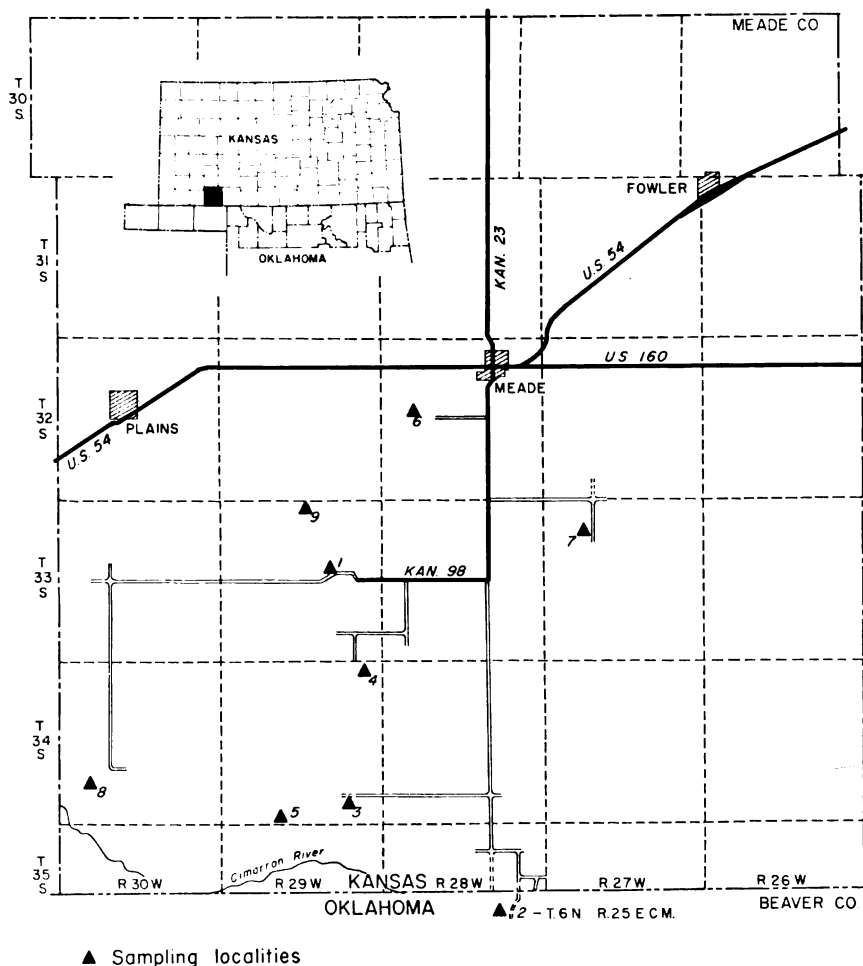 MEADE CO.
T
30
S.
KANSAS
OKLAHOMA
FOWLER
KAN. 23
U.S. 54
T
31
S
US 160
MEADE
T
32
S
PLAINS
U.S. 54
6
9
7
1
T
33
S
KAN. 98
4
T
34
S
8
5
3
T
35
S
Cimarron River
R 30 W
R 29 W
KANSAS
R 28 W
R 27 W
R 26 W
OKLAHOMA
BEAVER CO
2 - T. 6 N R. 25 E C M.
▲ Sampling localities